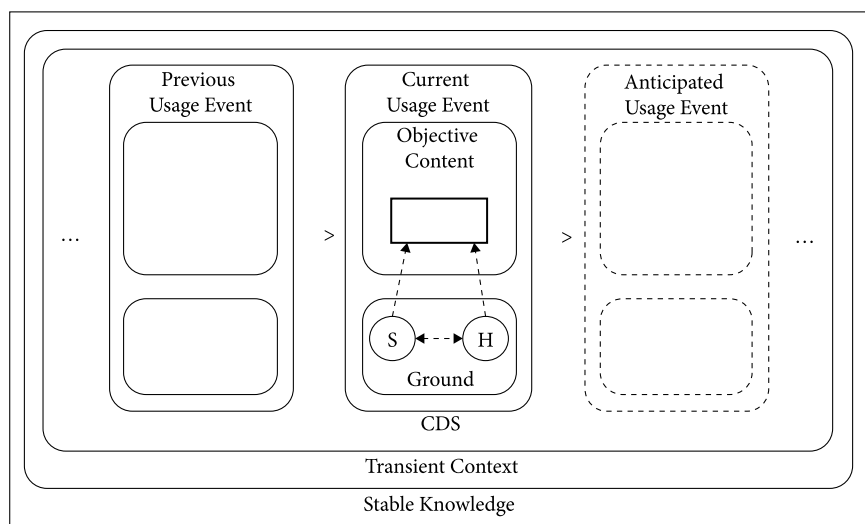 Previous
Usage Event
Current
Usage Event
Anticipated
Usage Event
Objective
Content
...
>
>
...
S
H
Ground
CDS
Transient Context
Stable Knowledge